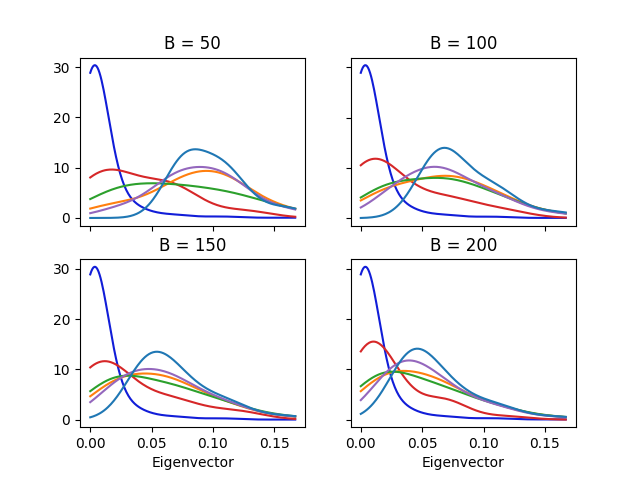 B = 50
B = 100
30
20
10
0
B = 150
B = 200
30
20
10
0
0.00 0.05 0.10 0.15
0.00 0.05 0.10 0.15
Eigenvector
Eigenvector